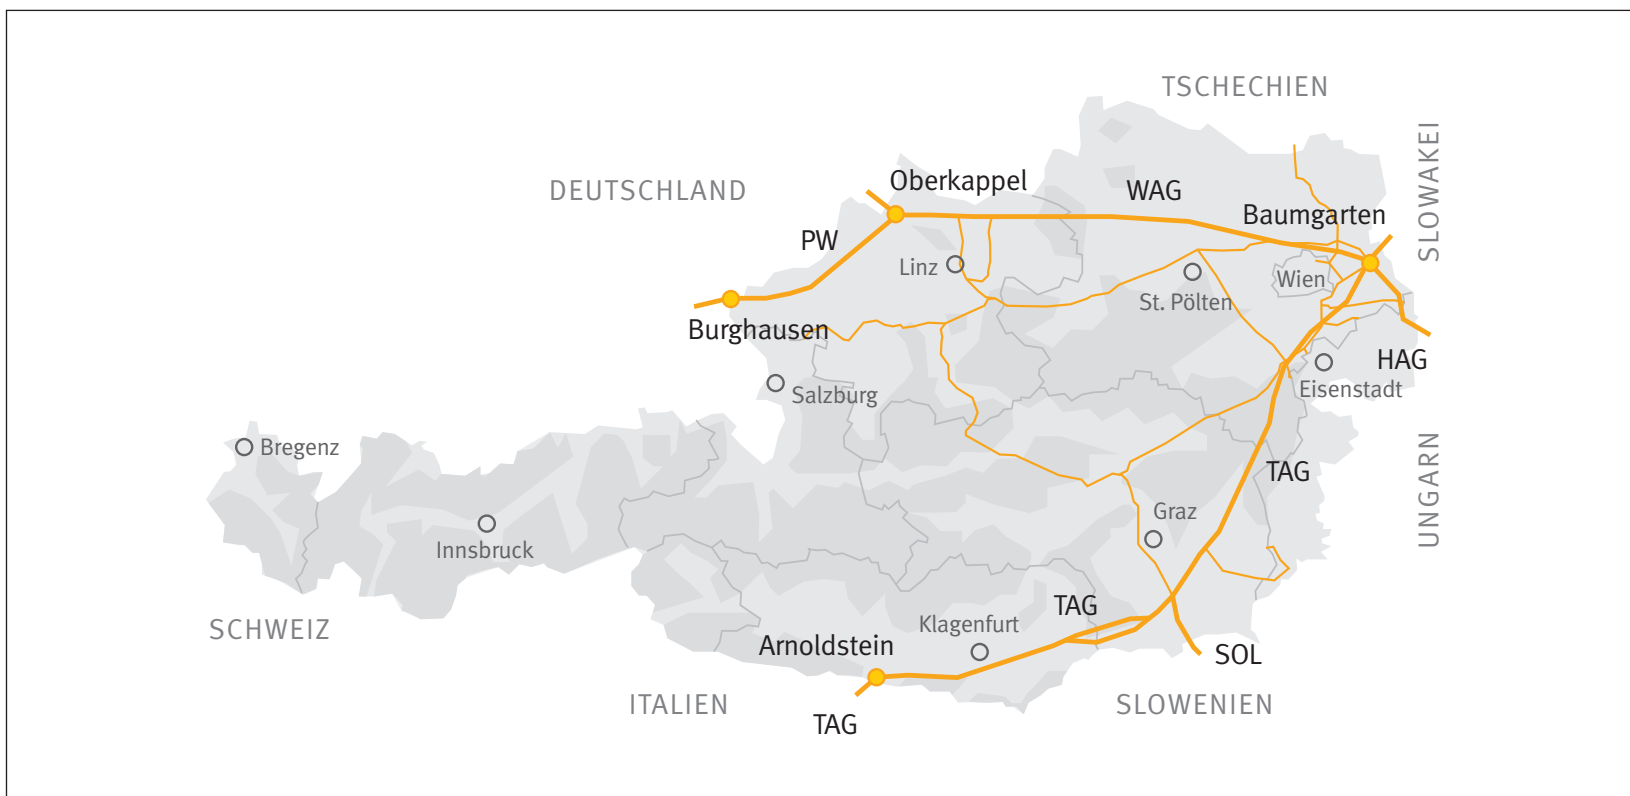 TSCHECHIEN
SLOWAKEI
DEUTSCHLAND
Oberkappel
WAG
Baumgarten
PW
Linz
Wien
St. Pölten
Burghausen
HAG
Salzburg
Eisenstadt
Bregenz
TAG
UNGARN
Graz
Innsbruck
TAG
Klagenfurt
SCHWEIZ
Arnoldstein
SOL
ITALIEN
SLOWENIEN
TAG